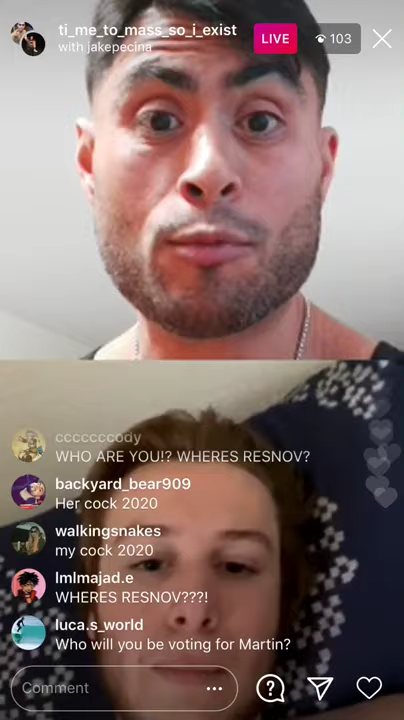 ti_me_to_mass_so_i_exist
with jakepecina
LIVE
103
ccccccody
WHO ARE YOU!? WHERES RESNOV?
backyard_bear909
Her cock 2020
walkingsnakes
my cock 2020
lmlmajad.e
WHERES RESNOV???!
luca.s_world
Who will you be voting for Martin?
Comment